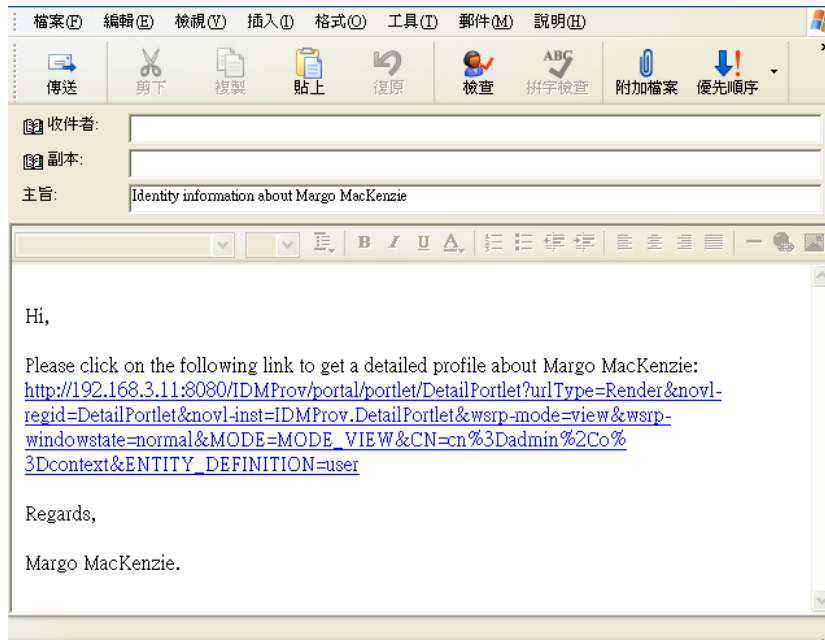 檔案(F) 編輯(E) 檢視(V) 插入(I) 格式(O) 工具(T) 郵件(M) 說明(H)
傳送 剪下 複製 貼上 復原 檢查 拼字檢查 附加檔案 優先順序
收件者:
副本:
主旨: Identity information about Margo MacKenzie
B I U A
Hi,
Please click on the following link to get a detailed profile about Margo MacKenzie:
http://192.168.3.11:8080/IDMProv/portal/portlet/DetailPortlet?urlType=Render&novl-
regid=DetailPortlet&novl-inst=IDMProv.DetailPortlet&wsrp-mode=view&wsrp-
windowstate=normal&MODE=MODE_VIEW&CN=cn%3Dadmin%2Co%
3Dcontext&ENTITY_DEFINITION=user
Regards,
Margo MacKenzie.